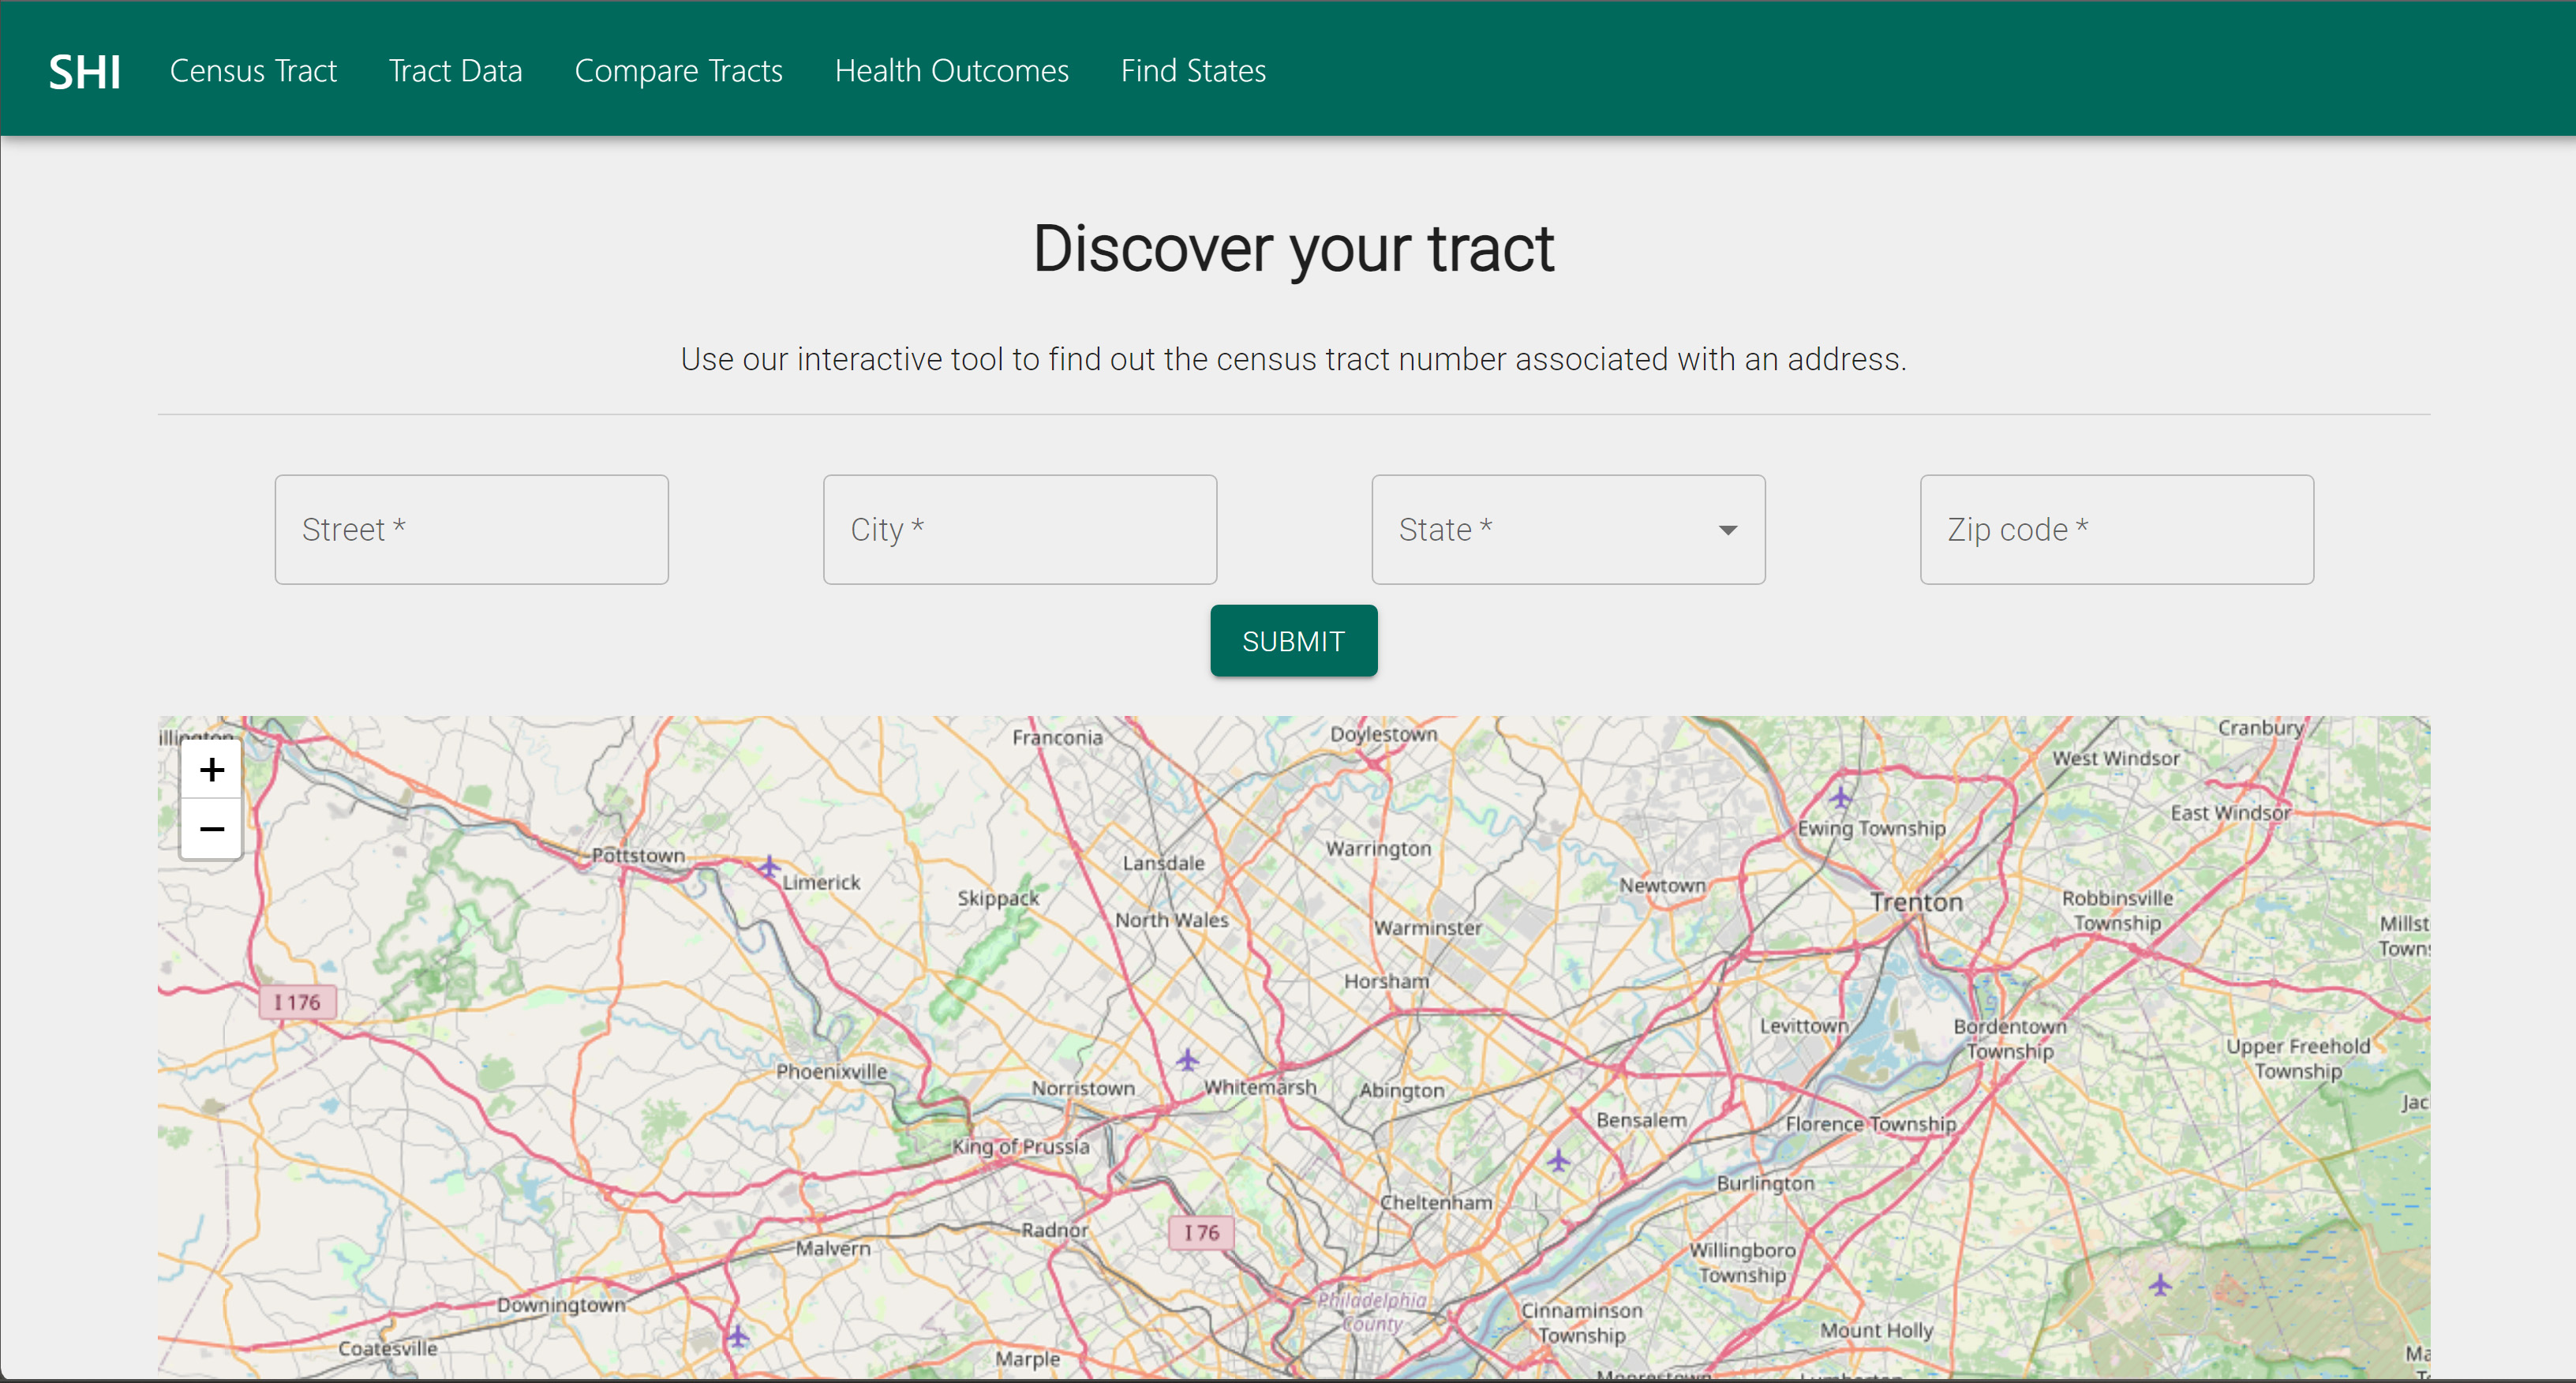 SHI Census Tract Tract Data Compare Tracts Health Outcomes Find States
Discover your tract
Use our interactive tool to find out the census tract number associated with an address.
Street * City * State * Zip code *
SUBMIT
+
−
Franconia
Doylestown
Cranbury
West Windsor
East Windsor
Ewing Township
Pottstown
Limerick
Lansdale
Warrington
Skippack
North Wales
Newtown
Trenton
Robbinsville
Township
Warminster
Horsham
I 176
Levittown
Bordentown
Township
Upper Freehold
Township
Phoenixville
Norristown
Whitemarsh
Abington
Bensalem
Florence Township
King of Prussia
Burlington
Cheltenham
Radnor
I 76
Malvern
Willingboro
Township
Downingtown
Philadelphia
County
Cinnaminson
Township
Mount Holly
Coatesville
Marple